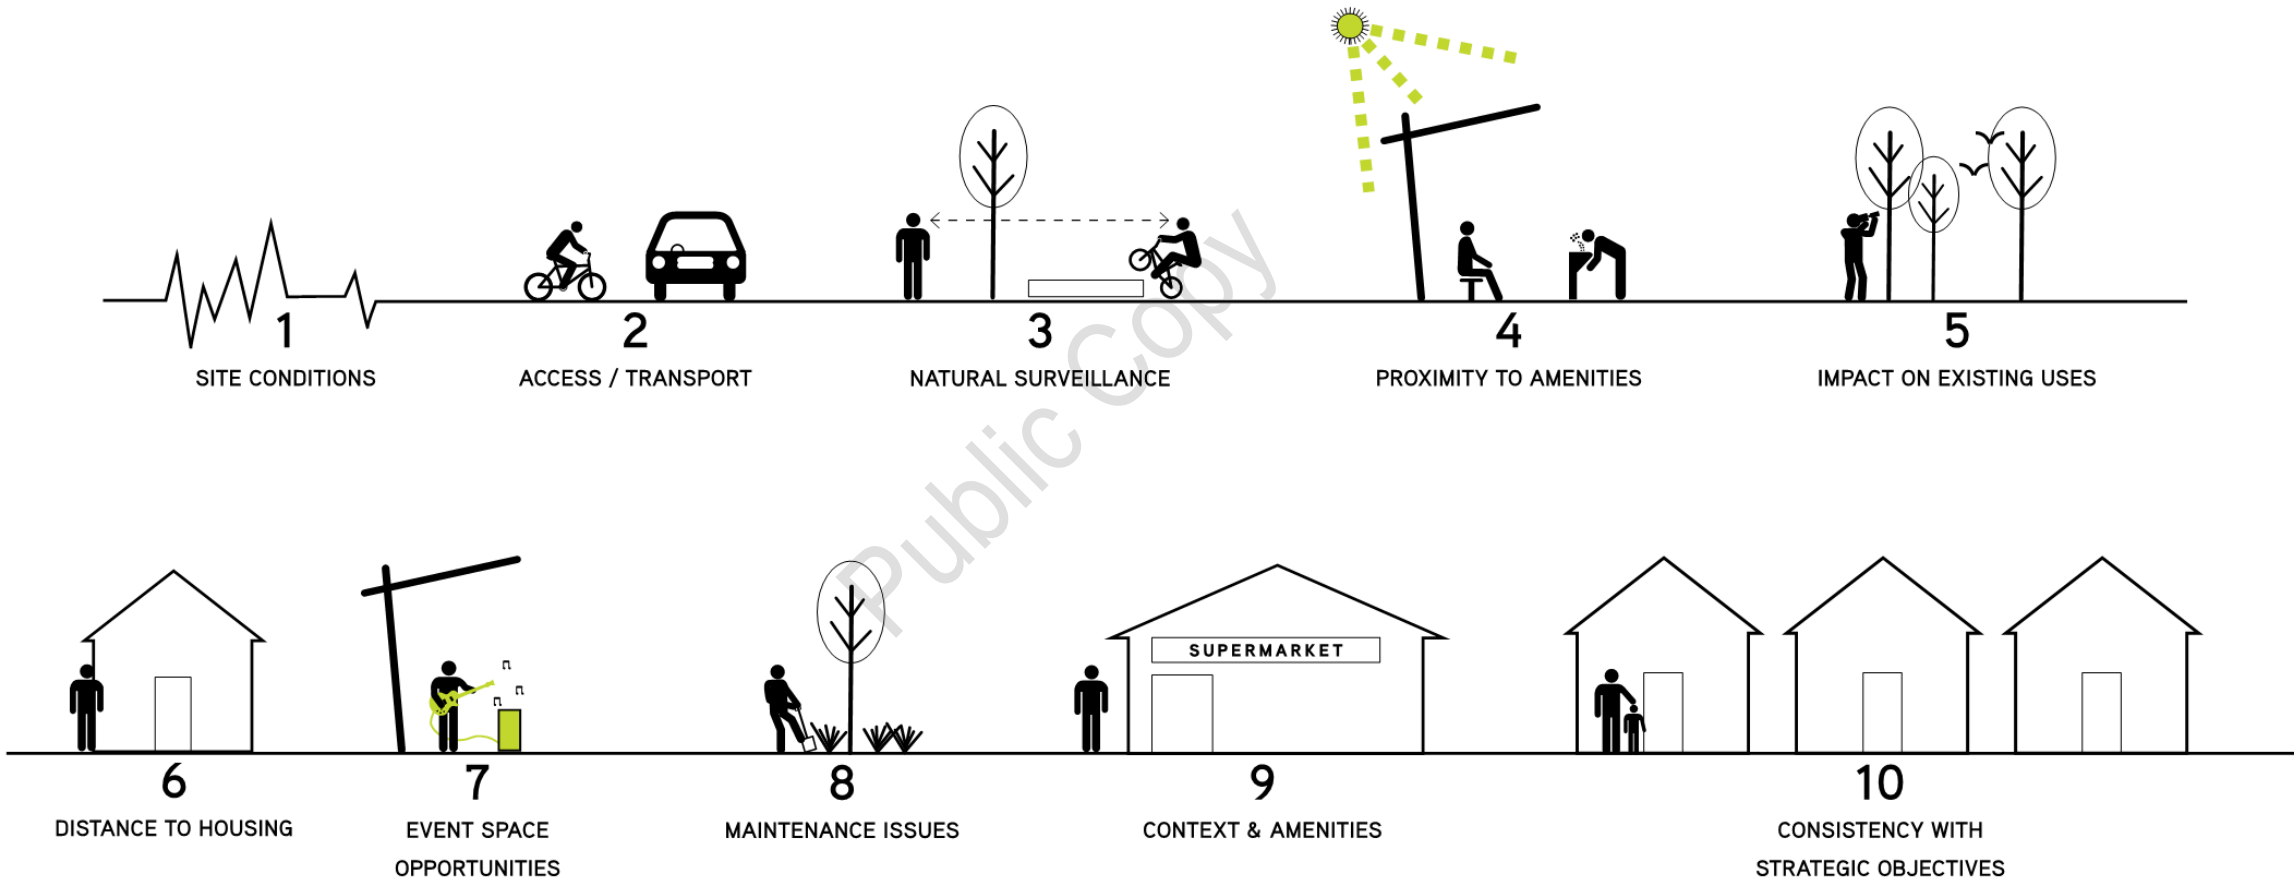 1
SITE CONDITIONS
2
ACCESS / TRANSPORT
3
NATURAL SURVEILLANCE
4
PROXIMITY TO AMENITIES
5
IMPACT ON EXISTING USES
Public Copy
6
DISTANCE TO HOUSING
7
EVENT SPACE
OPPORTUNITIES
8
MAINTENANCE ISSUES
SUPERMARKET
9
CONTEXT & AMENITIES
10
CONSISTENCY WITH
STRATEGIC OBJECTIVES